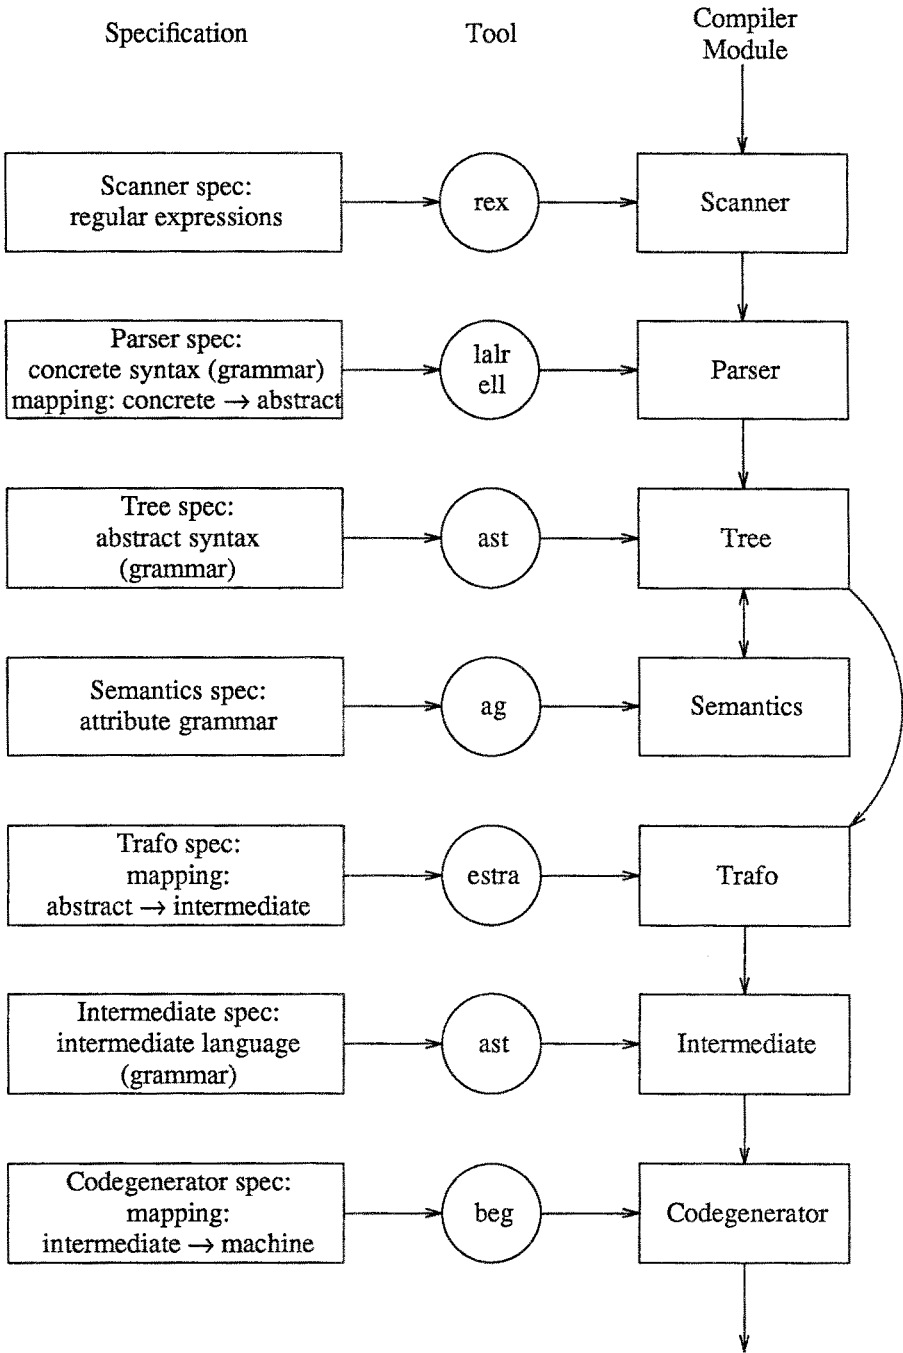 Specification
Tool
Compiler
Module
Scanner spec:
regular expressions
rex
Scanner
Parser spec:
concrete syntax (grammar)
mapping: concrete → abstract
lalr
ell
Parser
Tree spec:
abstract syntax
(grammar)
ast
Tree
Semantics spec:
attribute grammar
ag
Semantics
Trafo spec:
mapping:
abstract → intermediate
estra
Trafo
Intermediate spec:
intermediate language
(grammar)
ast
Intermediate
Codegenerator spec:
mapping:
intermediate → machine
beg
Codegenerator